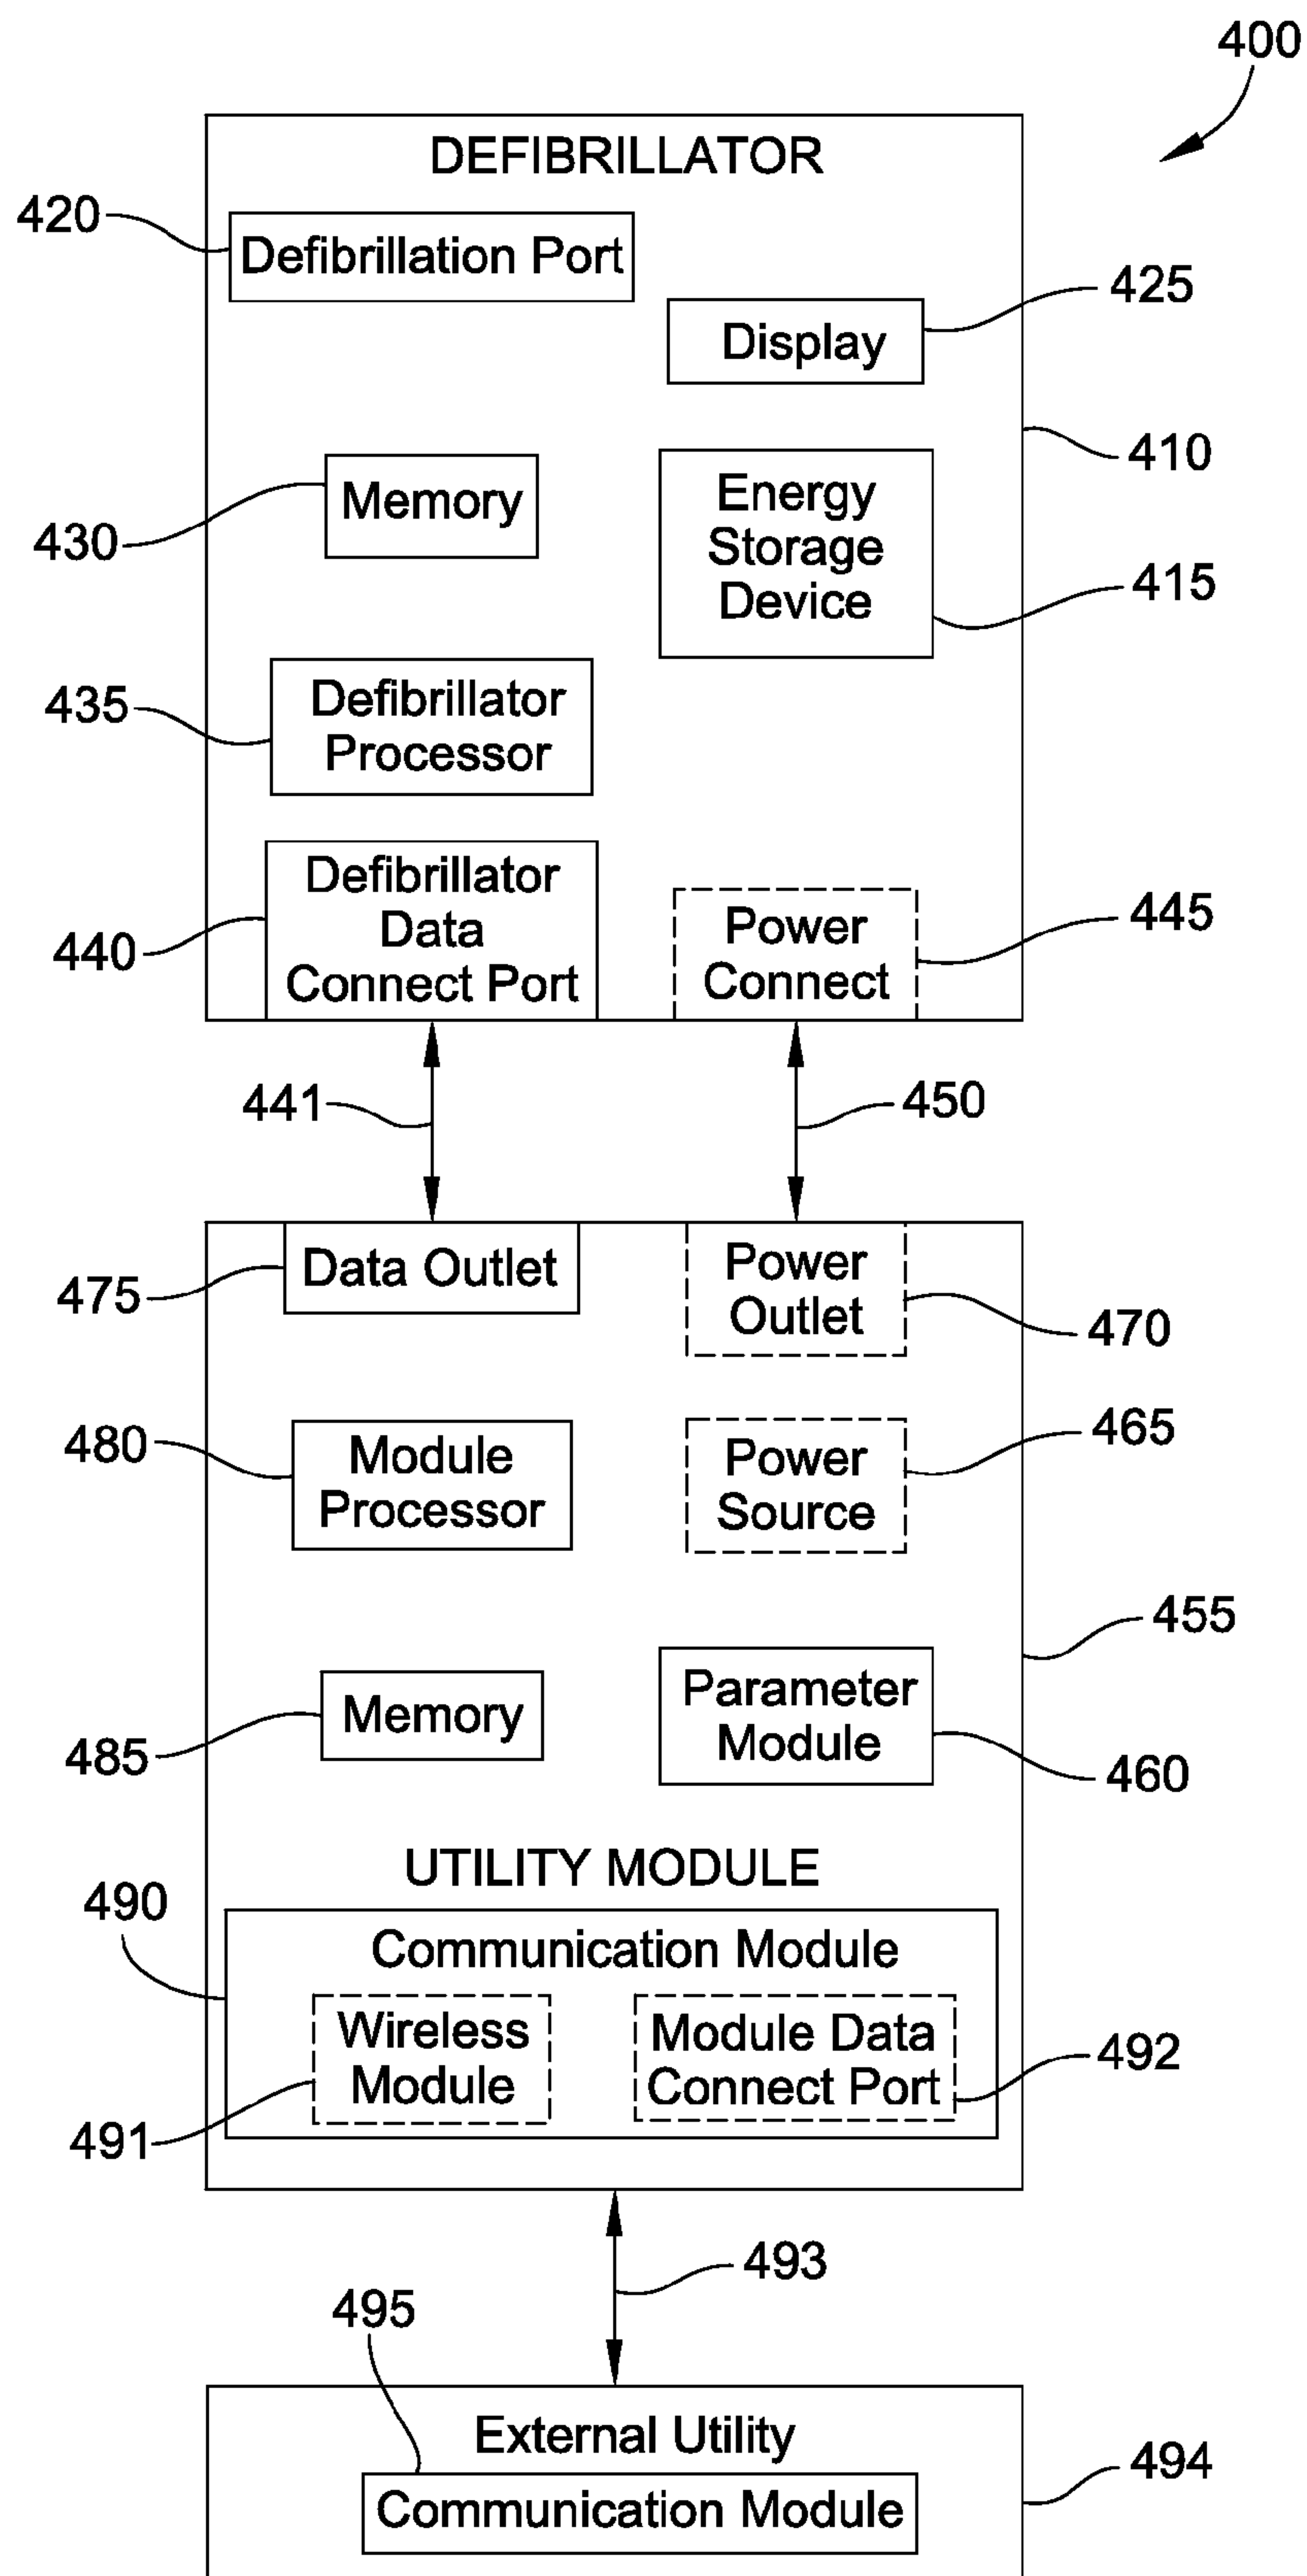 400
DEFIBRILLATOR
420
Defibrillation Port
425
Display
410
430
Memory
Energy
Storage
Device
415
435
Defibrillator
Processor
440
Defibrillator
Data
Connect Port
Power
Connect
445
441
450
475
Data Outlet
Power
Outlet
470
480
Module
Processor
Power
Source
465
455
485
Memory
Parameter
Module
460
UTILITY MODULE
490
Communication Module
Wireless
Module
491
Module Data
Connect Port
492
493
495
External Utility
494
Communication Module